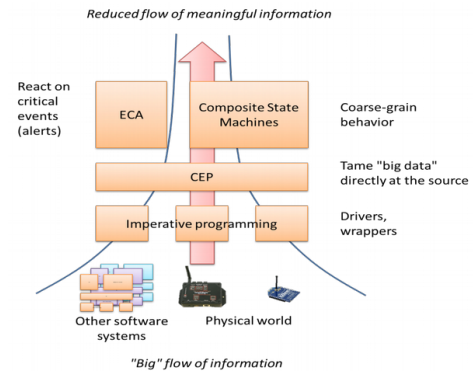 Reduced flow of meaningful information
React on
critical
events
(alerts)
ECA
Composite State
Machines
Coarse-grain
behavior
CEP
Tame "big data"
directly at the source
Imperative programming
Drivers,
wrappers
Other software
systems
Physical world
"Big" flow of information